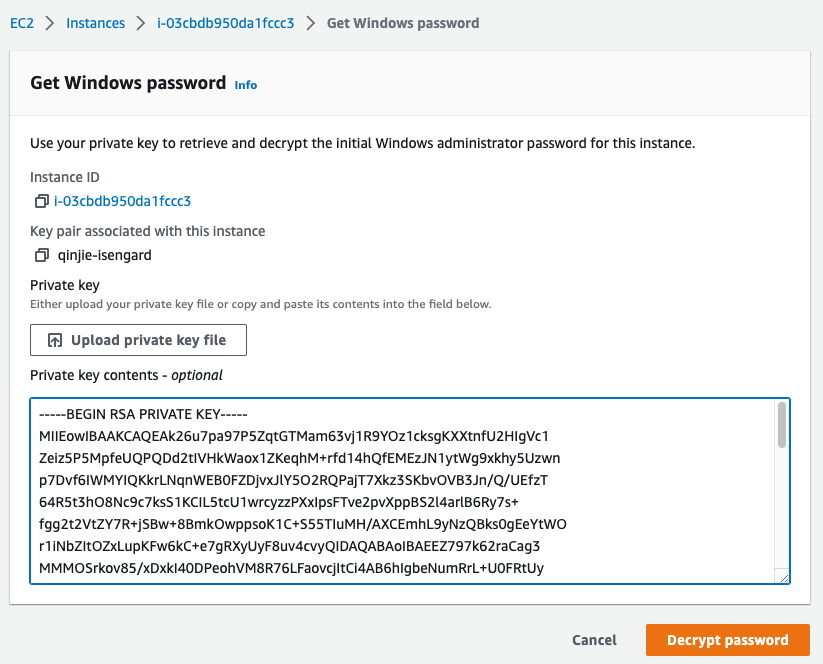 EC2 > Instances > i-03cbdb950da1fccc3 > Get Windows password
Get Windows password Info
Use your private key to retrieve and decrypt the initial Windows administrator password for this instance.
Instance ID
i-03cbdb950da1fccc3
Key pair associated with this instance
qinjie-isengard
Private key
Either upload your private key file or copy and paste its contents into the field below.
Upload private key file
Private key contents - optional
-----BEGIN RSA PRIVATE KEY-----
MIIEowIBAAKCAQEAk26u7pa97P5ZqtGTMam63vj1R9YOz1cksgKXXtnfU2HIgVc1
Zeiz5P5MpfeUQPQDd2tIVHkWaox1ZKeqhM+rfd14hQfEMEzJN1ytWg9xkhy5Uzwn
p7Dvf6IWMYIQKkrLNqnWEB0FZDjvxJlY5O2RQPajT7Xkz3SKbvOVB3Jn/Q/UEfzT
64R5t3hO8Nc9c7ksS1KCIL5tcU1wrcyzzPXxIpsFTve2pvXppBS2l4arlB6Ry7s+
fgg2t2VtZY7R+jSBw+8BmkOwppsoK1C+S55TIuMH/AXCEmhL9yNzQBks0gEeYtWO
r1iNbZItOZxLupKFw6kC+e7gRXyUyF8uv4cvyQIDAQABAoIBAEEZ797k62raCag3
MMMOSrkov85/xDxkI40DPeohVM8R76LFaovcjItCi4AB6hIgbeNumRrL+U0FRtUy
Cancel
Decrypt password